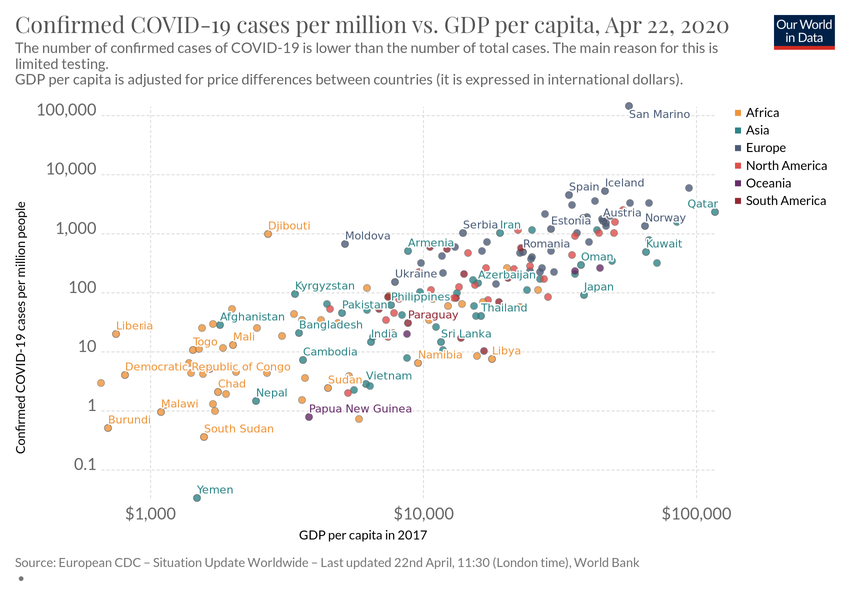 Confirmed COVID-19 cases per million vs. GDP per capita, Apr 22, 2020
Our World
in Data
The number of confirmed cases of COVID-19 is lower than the number of total cases. The main reason for this is
limited testing.
GDP per capita is adjusted for price differences between countries (it is expressed in international dollars).
100,000
San Marino
Africa
Asia
Europe
North America
Oceania
South America
10,000
Spain Iceland
Qatar
1,000
Djibouti
Moldova
Serbia Iran
Estonia
Austria
Norway
Armenia
Romania
Kuwait
Oman
Ukraine
Azerbaijan
100
Kyrgyzstan
Philippines
Japan
Pakistan
Thailand
Afghanistan
Bangladesh
Paraguay
Liberia
India
Sri Lanka
10
Togo
Mali
Cambodia
Namibia
Libya
Democratic Republic of Congo
Chad
Sudan
Vietnam
Nepal
1
Malawi
Papua New Guinea
Burundi
South Sudan
0.1
Yemen
Confirmed COVID-19 cases per million people
$1,000
$10,000
$100,000
GDP per capita in 2017
Source: European CDC – Situation Update Worldwide – Last updated 22nd April, 11:30 (London time), World Bank